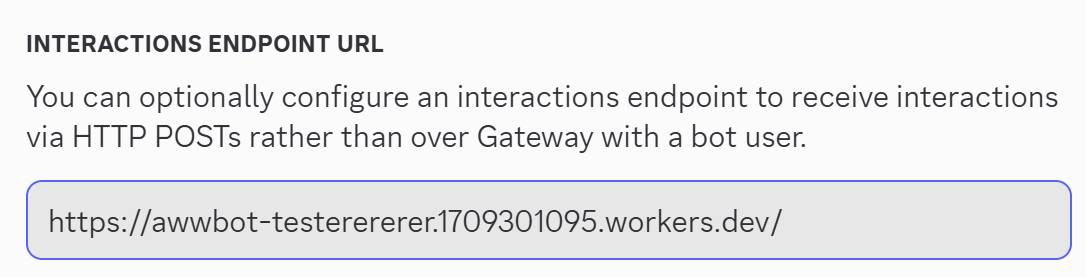 INTERACTIONS ENDPOINT URL
You can optionally configure an interactions endpoint to receive interactions
via HTTP POSTs rather than over Gateway with a bot user.
https://awwbot-testerererer.1709301095.workers.dev/